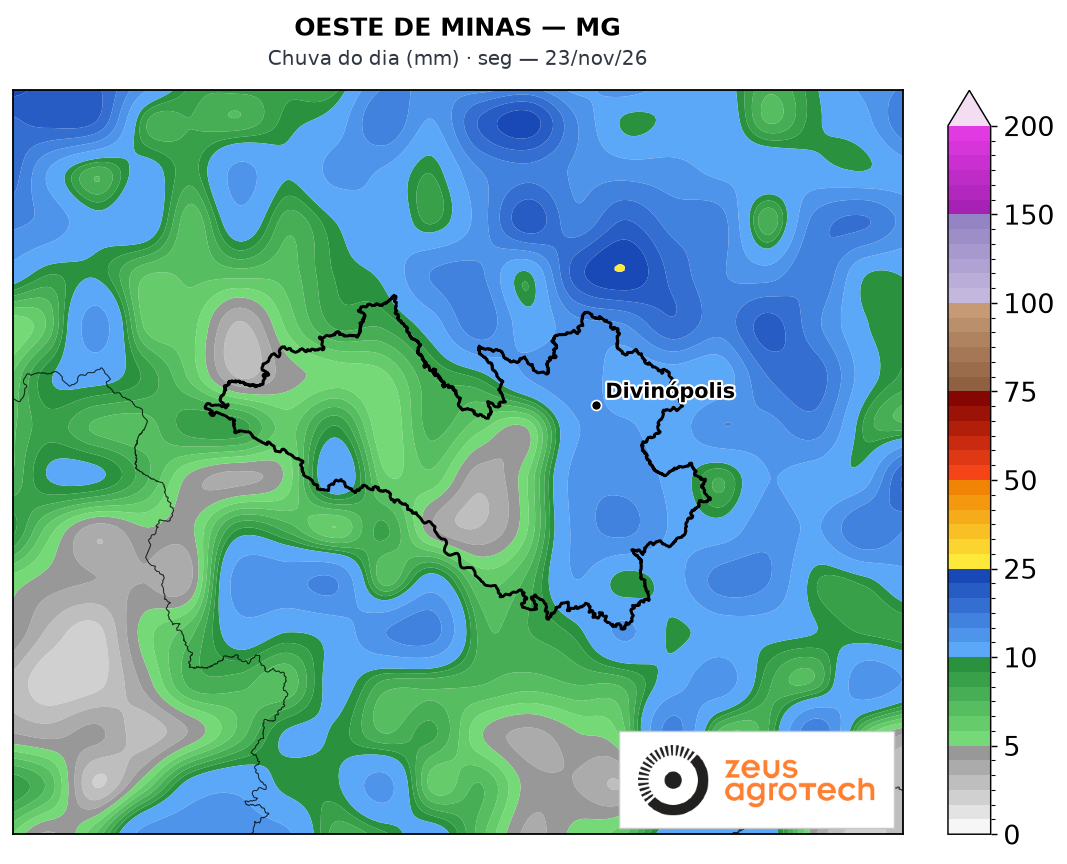 OESTE DE MINAS — MG
Chuva do dia (mm) · seg — 23/nov/26
200
150
100
75
50
25
10
5
0
Divinópolis
zeus
agrotech